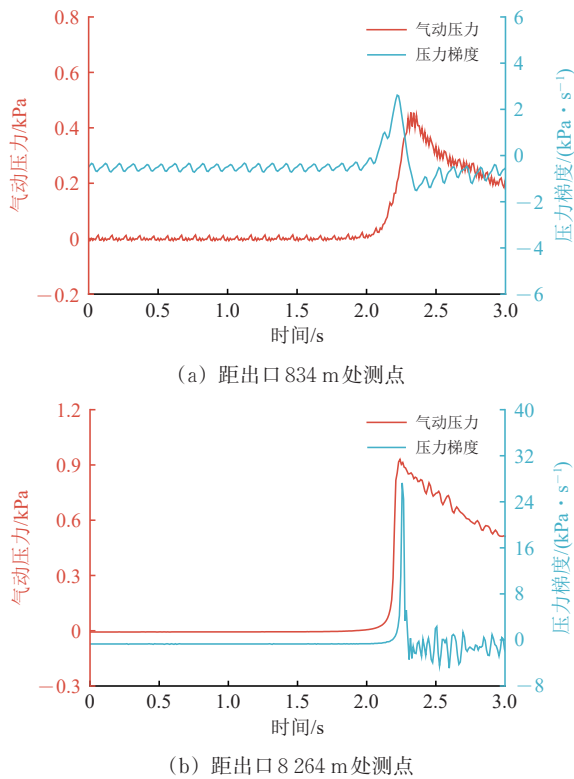 0.8
0.6
0.4
0.2
0
−0.2
气动压力/kPa
气动压力
压力梯度
6
4
2
0
−2
−4
−6
压力梯度/(kPa·s⁻¹)
0 0.5 1.0 1.5 2.0 2.5 3.0
时间/s
(a) 距出口 834 m 处测点
1.2
0.9
0.6
0.3
0
−0.3
气动压力/kPa
气动压力
压力梯度
40
32
24
16
8
0
−8
压力梯度/(kPa·s⁻¹)
0 0.5 1.0 1.5 2.0 2.5 3.0
时间/s
(b) 距出口 8 264 m 处测点